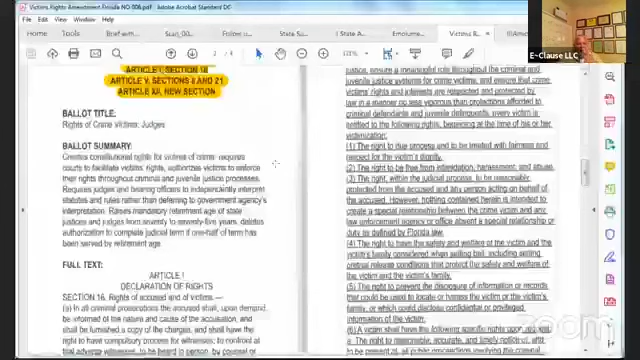 Victims Rights Amendment Florida NO-006.pdf - Adobe Acrobat Standard DC
File Edit View Window Help
Home Tools Invoice Brief with State Su Employme Victims R... 
2 / 4
E-Clause LLC
ARTICLE I, SECTION 16
ARTICLE V, SECTIONS 8 AND 21
ARTICLE XII, NEW SECTION
BALLOT TITLE:
Rights of Crime Victims; Judges
BALLOT SUMMARY:
Creates constitutional rights for victims of crime; requires
courts to facilitate victims' rights; authorizes victims to enforce
their rights throughout criminal and juvenile justice processes.
Requires judges and hearing officers to independently interpret
statutes and rules rather than deferring to government agency's
interpretation. Raises mandatory retirement age of state
justices and judges from seventy to seventy-five years; deletes
authorization to complete judicial term if one-half of term has
been served by retirement age.
FULL TEXT:
ARTICLE I
DECLARATION OF RIGHTS
SECTION 16. Rights of accused and of victims.—
(a) In all criminal prosecutions the accused shall, upon demand,
be informed of the nature and cause of the accusation, and
shall be furnished a copy of the charges, and shall have the
right to have compulsory process for witnesses, to confront at
trial adverse witnesses, to be heard in person, by counsel or
justice, ensure a meaningful role throughout the criminal and
juvenile justice systems for crime victims, and ensure that crime
victims' rights and interests are respected and protected by
law in a manner no less vigorous than protections afforded to
criminal defendants and juvenile delinquents, every victim is
entitled to the following rights, beginning at the time of his or her
victimization:
(1) The right to due process and to be treated with fairness and
respect for the victim's dignity.
(2) The right to be free from intimidation, harassment, and abuse.
(3) The right, within the judicial process, to be reasonably
protected from the accused and any person acting on behalf of
the accused. However, nothing contained herein is intended to
create a special relationship between the crime victim and any
law enforcement agency or office absent a special relationship or
duty as defined by Florida law.
(4) The right to have the safety and welfare of the victim and the
victim's family considered when setting bail, including setting
pretrial release conditions that protect the safety and welfare of
the victim and the victim's family.
(5) The right to prevent the disclosure of information or records
that could be used to locate or harass the victim or the victim's
family, or which could disclose confidential or privileged
information of the victim.
(6) A victim shall have the following specific rights upon request:
a. The right to reasonable, accurate, and timely notice of, and
to be present at, all public proceedings involving the criminal